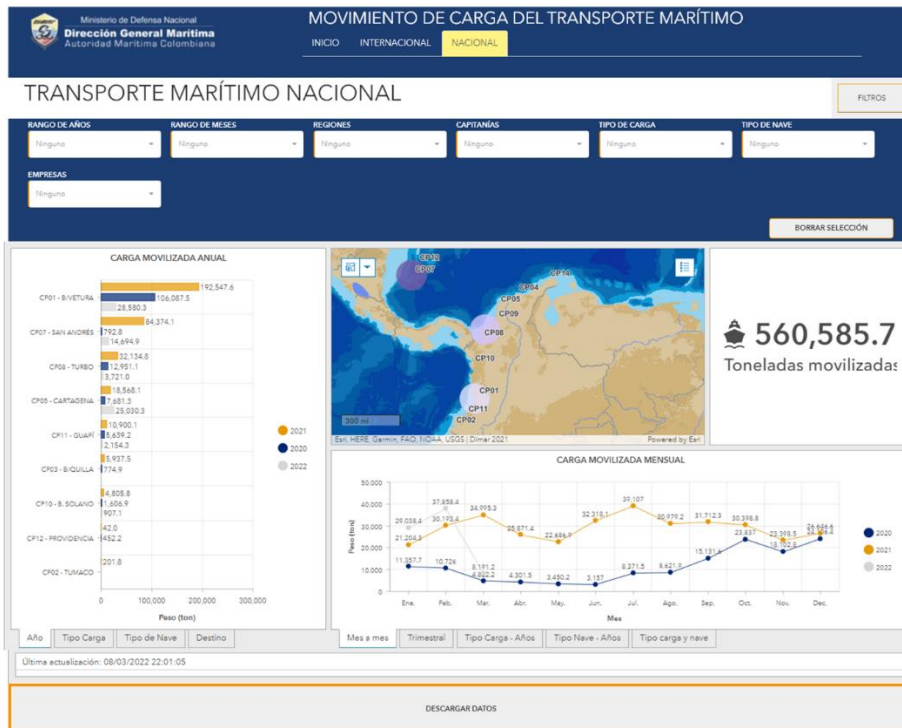 Ministerio de Defensa Nacional
Dirección General Marítima
Autoridad Marítima Colombiana
MOVIMIENTO DE CARGA DEL TRANSPORTE MARÍTIMO
INICIO INTERNACIONAL NACIONAL
TRANSPORTE MARÍTIMO NACIONAL
FILTROS
RANGO DE AÑOS RANGO DE MESES REGIONES CAPITANÍAS TIPO DE CARGA TIPO DE NAVE
Ninguno Ninguno Ninguno Ninguno Ninguno Ninguno
EMPRESAS
Ninguno
BORRAR SELECCIÓN
CARGA MOVILIZADA ANUAL
CP01 - B/VETURA
192,547.6
106,087.5
28,580.3
CP07 - SAN ANDRÉS
84,374.1
792.8
14,694.9
CP08 - TURBO
32,134.8
12,951.1
3,721.0
CP05 - CARTAGENA
18,568.1
7,681.3
25,030.3
CP11 - GUAPÍ
10,900.1
5,639.2
2,154.3
CP03 - B/QUILLA
5,937.5
774.9
CP10 - B. SOLANO
4,805.8
1,606.9
907.1
CP12 - PROVIDENCIA
42.0
452.2
CP02 - TUMACO
201.8
0 100,000 200,000 300,000
Peso (ton)
2021
2020
2022
Año Tipo Carga Tipo de Nave Destino
CP12
CP07
CP14
CP04
CP05
CP09
CP08
CP10
CP01
CP11
CP02
300 mi
Esri, HERE, Garmin, FAO, NOAA, USGS | Dimar 2021 Powered by Esri
560,585.7
Toneladas movilizadas
CARGA MOVILIZADA MENSUAL
Peso (ton)
50.000
40.000
30.000
20.000
10.000
0
29.038,4 37.858,4
21.204,3 30.193,4 34.995,3 25.871,4 22.686,9 32.318,1 39.107 30.979,2 31.712,3 30.398,8 23.398,5 26.656,6
11.357,7 10.726 8.191,2 4.301,5 3.450,2 3.157 8.371,5 8.621,9 15.131,6 23.837 18.102,8
Ene. Feb. Mar. Abr. May. Jun. Jul. Ago. Sep. Oct. Nov. Dec.
Mes
2020
2021
2022
Mes a mes Trimestral Tipo Carga - Años Tipo Nave - Años Tipo carga y nave
Última actualización: 08/03/2022 22:01:05
DESCARGAR DATOS